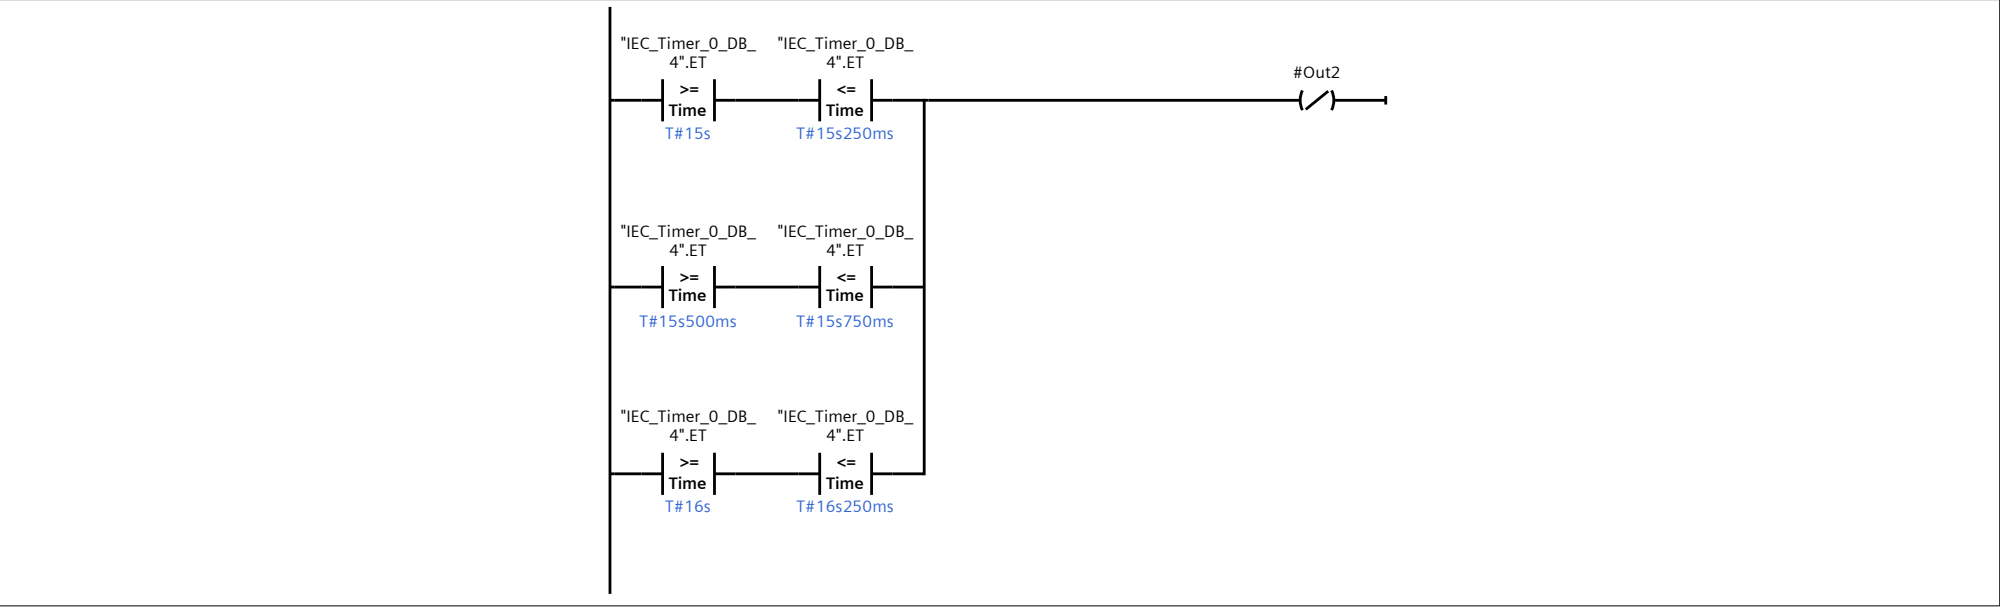 "IEC_Timer_0_DB_ "IEC_Timer_0_DB_
4".ET 4".ET
#Out2
>= <=
Time Time
T#15s T#15s250ms
"IEC_Timer_0_DB_ "IEC_Timer_0_DB_
4".ET 4".ET
>= <=
Time Time
T#15s500ms T#15s750ms
"IEC_Timer_0_DB_ "IEC_Timer_0_DB_
4".ET 4".ET
>= <=
Time Time
T#16s T#16s250ms